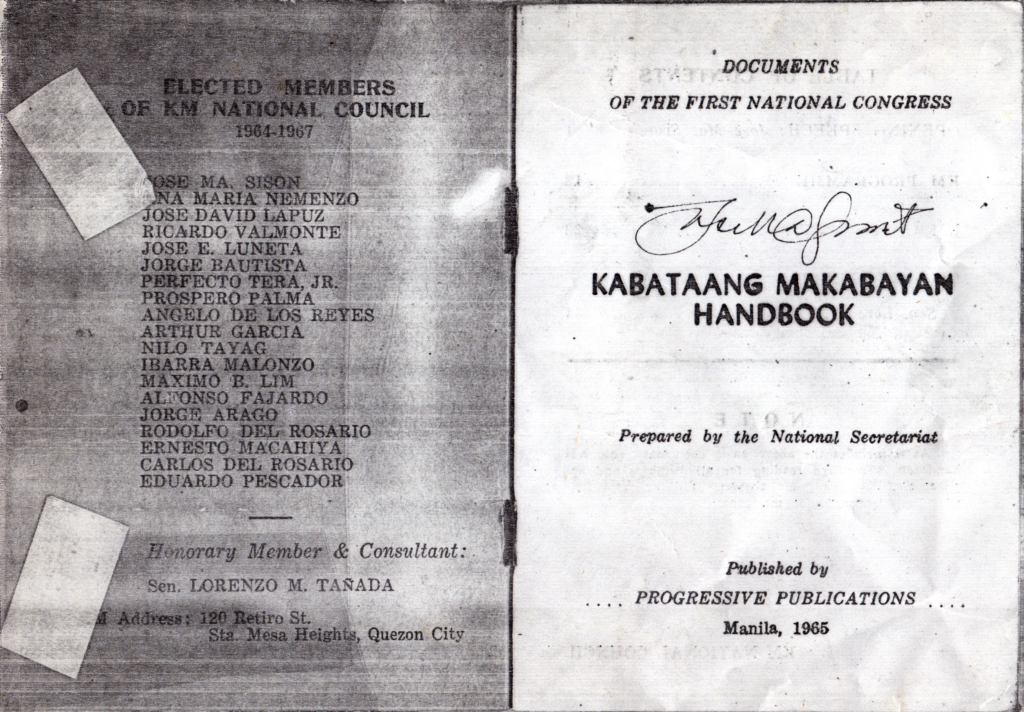 ELECTED MEMBERS
OF KM NATIONAL COUNCIL
1964-1967
JOSE MA. SISON
ANA MARIA NEMENZO
JOSE DAVID LAPUZ
RICARDO VALMONTE
JOSE E. LUNETA
JORGE BAUTISTA
PERFECTO TERA, JR.
PROSPERO PALMA
ANGELO DE LOS REYES
ARTHUR GARCIA
NILO TAYAG
IBARRA MALONZO
MAXIMO B. LIM
ALFONSO FAJARDO
JORGE ARAGO
RODOLFO DEL ROSARIO
ERNESTO MACAHIYA
CARLOS DEL ROSARIO
EDUARDO PESCADOR
Honorary Member & Consultant:
Sen. LORENZO M. TAÑADA
M Address: 120 Retiro St.
Sta. Mesa Heights, Quezon City
DOCUMENTS
OF THE FIRST NATIONAL CONGRESS
KABATAANG MAKABAYAN
HANDBOOK
Prepared by the National Secretariat
Published by
.... PROGRESSIVE PUBLICATIONS ....
Manila, 1965